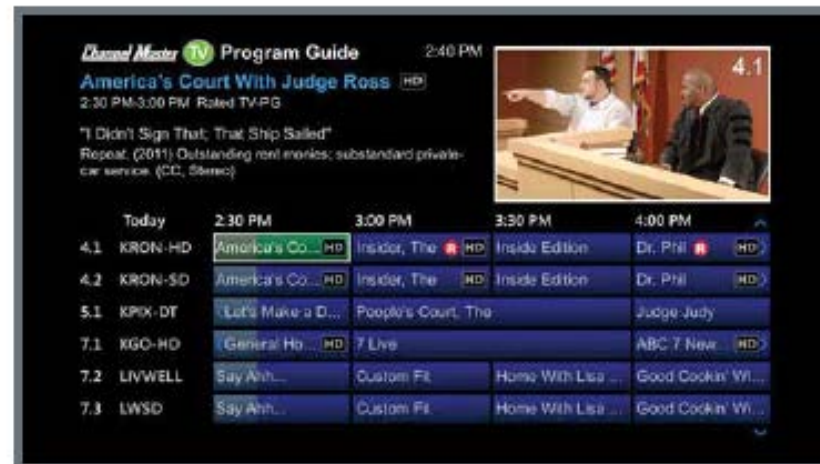 Channel Master TV Program Guide 2:40 PM
America's Court With Judge Ross HD
2:30 PM-3:00 PM Rated TV-PG
"I Didn't Sign That; That Ship Sailed"
Repeat. (2011) Outstanding rent monies; substandard private-
car service. (CC, Stereo)
4.1
Today 2:30 PM 3:00 PM 3:30 PM 4:00 PM
4.1 KRON-HD America's Co... HD Insider, The R HD Inside Edition Dr. Phil R HD
4.2 KRON-SD America's Co... HD Insider, The HD Inside Edition Dr. Phil HD
5.1 KPIX-DT Let's Make a D... People's Court, The Judge Judy
7.1 KGO-HD General Ho... HD 7 Live ABC 7 New... HD
7.2 LIVWELL Say Ahh... Custom Fit Home With Lisa ... Good Cookin' Wi...
7.3 LWSD Say Ahh... Custom Fit Home With Lisa ... Good Cookin' Wi...